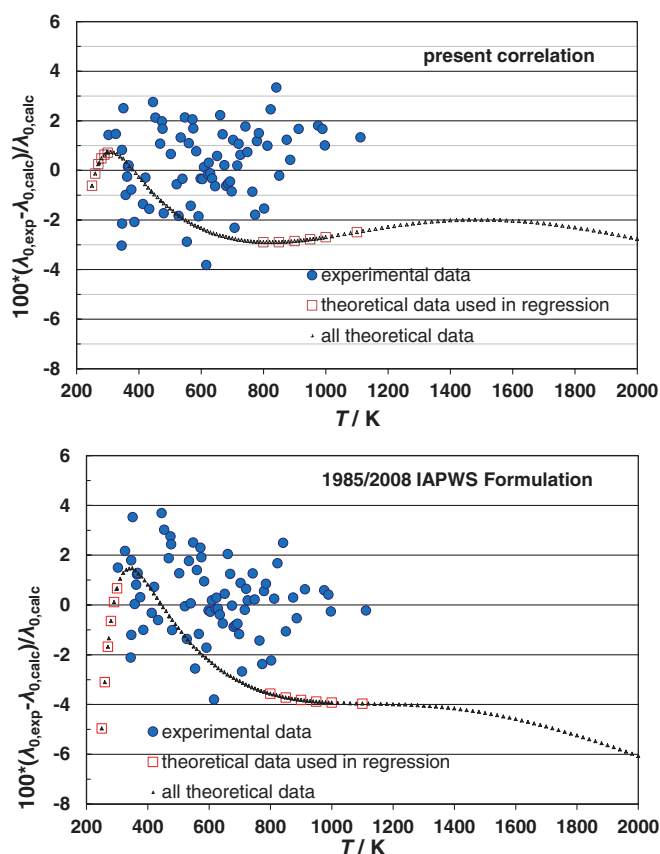 6
present correlation
4
2
0
-2
-4
-6
-8
100*(λ0,exp-λ0,calc)/λ0,calc
experimental data
theoretical data used in regression
all theoretical data
200 400 600 800 1000 1200 1400 1600 1800 2000
T / K
6
1985/2008 IAPWS Formulation
4
2
0
-2
-4
-6
-8
100*(λ0,exp-λ0,calc)/λ0,calc
experimental data
theoretical data used in regression
all theoretical data
200 400 600 800 1000 1200 1400 1600 1800 2000
T / K